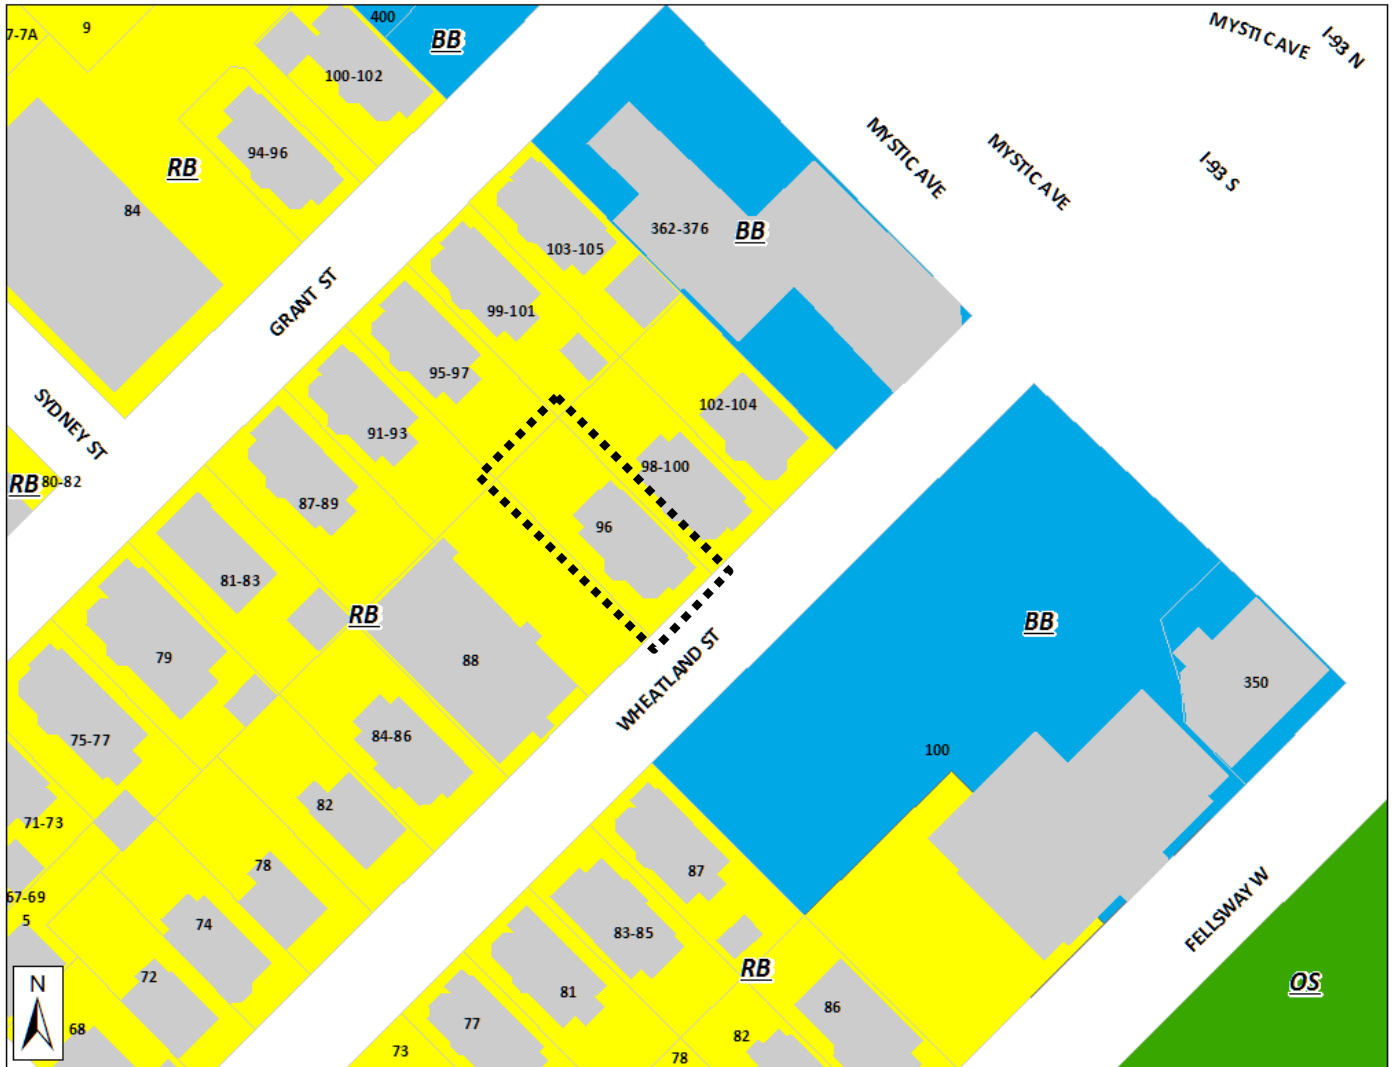 400
MYSTIC AVE
I-93 N
9
7-7A
BB
100-102
94-96
RB
MYSTIC AVE
MYSTIC AVE
I-93 S
84
362-376
BB
103-105
GRANT ST
99-101
95-97
102-104
SYDNEY ST
91-93
98-100
RB
80-82
87-89
96
81-83
RB
BB
79
88
WHEATLAND ST
350
75-77
84-86
100
82
71-73
78
87
67-69
5
74
83-85
FELLSWAY W
72
RB
OS
N
81
86
68
77
82
73
78